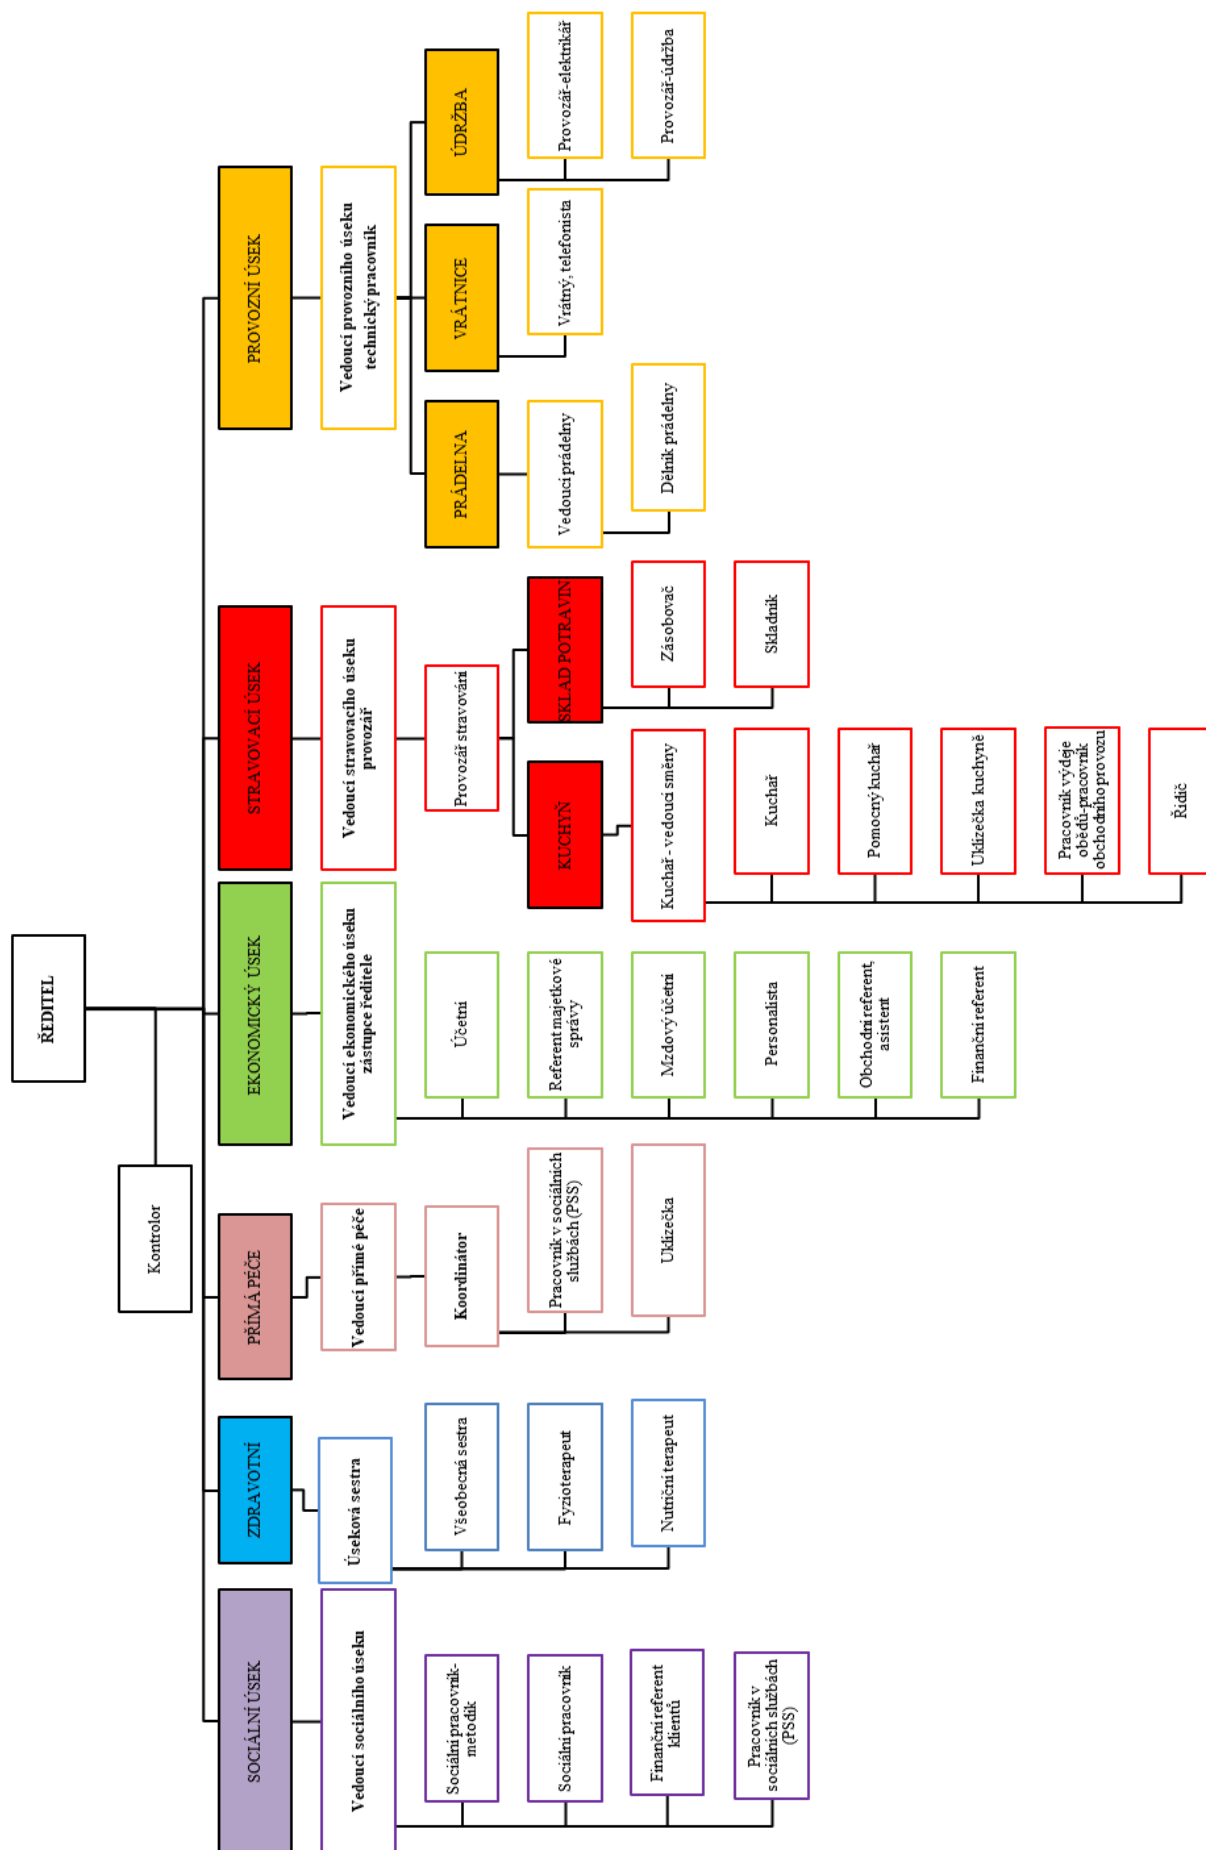 ŘEDITEL
Kontrolor
SOCIÁLNÍ ÚSEK
Vedoucí sociálního úseku
Sociální pracovník-
metodik
Sociální pracovník
Finanční referent
klientů
Pracovník v
sociálních službách
(PSS)
ZDRAVOTNÍ
Úseková sestra
Všeobecná sestra
Fyzioterapeut
Nutriční terapeut
PŘÍMÁ PÉČE
Vedoucí přímé péče
Koordinátor
Pracovník v sociálních
službách (PSS)
Uklízečka
EKONOMICKÝ ÚSEK
Vedoucí ekonomického úseku
zástupce ředitele
Účetní
Referent majetkové
správy
Mzdový účetní
Personalista
Obchodní referent,
asistent
Finanční referent
STRAVOVACÍ ÚSEK
Vedoucí stravovacího úseku
provozář
Provozář stravování
KUCHYŇ
Kuchař - vedoucí směny
Kuchař
Pomocný kuchař
Uklízečka kuchyně
Pracovník výdeje
obědů-pracovník
obchodního provozu
Řidič
SKLAD POTRAVIN
Zásobovač
Skladník
PROVOZNÍ ÚSEK
Vedoucí provozního úseku
technický pracovník
PRÁDELNA
Vedoucí prádelny
Dělník prádelny
VRÁTNICE
Vrátný, telefonista
ÚDRŽBA
Provozář-elektrikář
Provozář-údržba